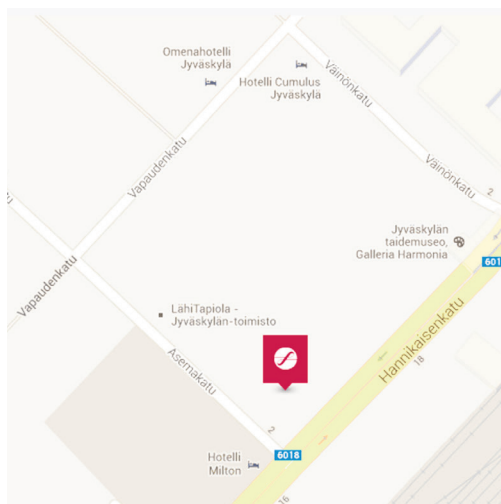 Omenahotelli
Jyväskylä
Hotelli Cumulus
Jyväskylä
Väinönkatu
Vapaudenkatu
Väinönkatu
2
katu
Jyväskylän
taidemuseo,
Galleria Harmonia
601
Vapaudenkatu
LähiTapiola -
Jyväskylän-toimisto
Hannikaisenkatu
Asemakatu
18
2
6018
Hotelli
Milton
16